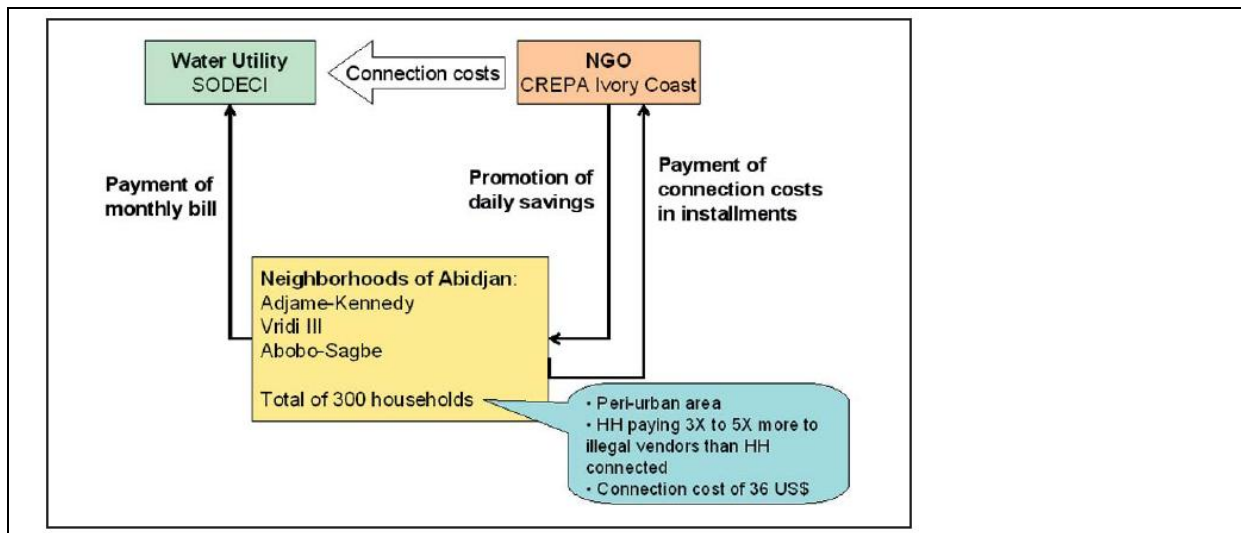 Water Utility
SODECI
Connection costs
NGO
CREPA Ivory Coast
Payment of
monthly bill
Promotion of
daily savings
Payment of
connection costs
in installments
Neighborhoods of Abidjan:
Adjame-Kennedy
Vridi III
Abobo-Sagbe
Total of 300 households
• Peri-urban area
• HH paying 3X to 5X more to
illegal vendors than HH
connected
• Connection cost of 36 US$